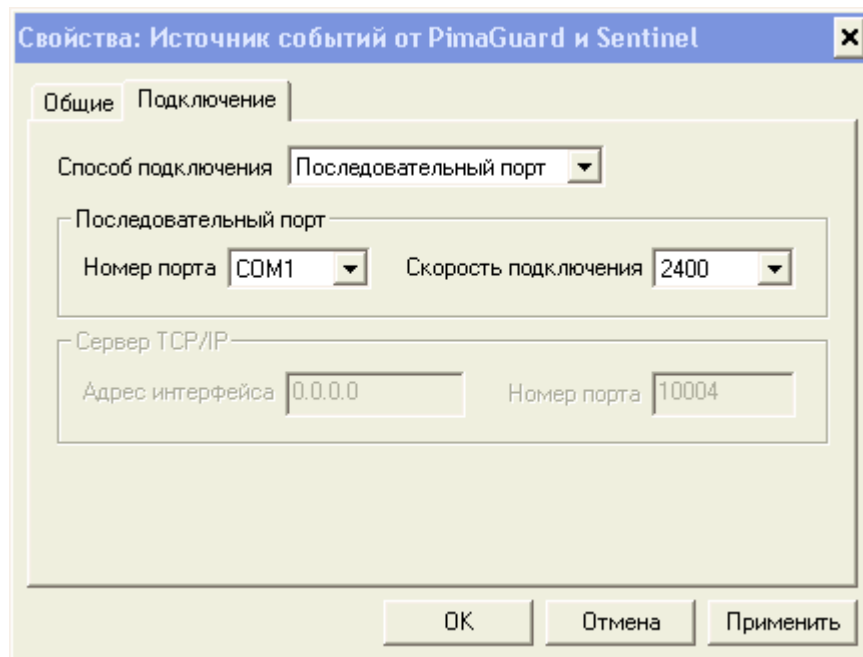 Свойства: Источник событий от PimaGuard и Sentinel
Общие Подключение
Способ подключения Последовательный порт
Последовательный порт
Номер порта COM1 Скорость подключения 2400
Сервер TCP/IP
Адрес интерфейса 0.0.0.0 Номер порта 10004
OK Отмена Применить